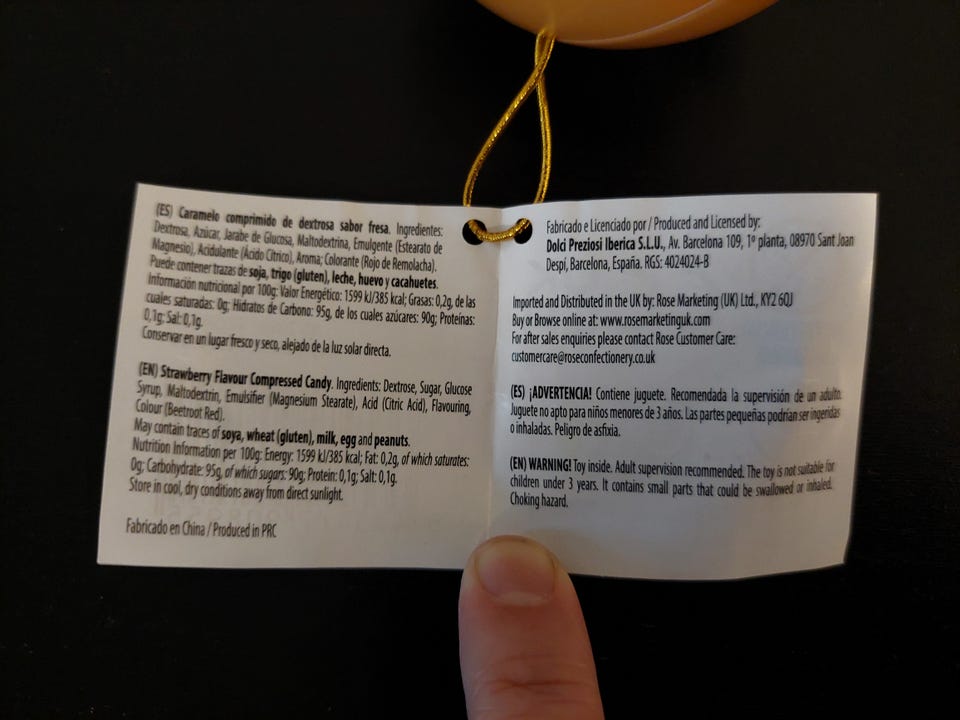 (ES) Caramelo comprimido de dextrosa sabor fresa. Ingredientes:
Dextrosa, Azúcar, Jarabe de Glucosa, Maltodextrina, Emulgente (Estearato de
Magnesio), Acidulante (Ácido Cítrico), Aroma; Colorante (Rojo de Remolacha).
Puede contener trazas de soja, trigo (gluten), leche, huevo y cacahuetes.
Información nutricional por 100g: Valor Energético: 1599 kJ/385 kcal; Grasas: 0,2g, de las
cuales saturadas: 0g; Hidratos de Carbono: 95g, de los cuales azúcares: 90g; Proteínas:
0,1g; Sal: 0,1g.
Conservar en un lugar fresco y seco, alejado de la luz solar directa.
(EN) Strawberry Flavour Compressed Candy. Ingredients: Dextrose, Sugar, Glucose
Syrup, Maltodextrin, Emulsifier (Magnesium Stearate), Acid (Citric Acid), Flavouring,
Colour (Beetroot Red).
May contain traces of soya, wheat (gluten), milk, egg and peanuts.
Nutrition Information per 100g: Energy: 1599 kJ/385 kcal; Fat: 0,2g, of which saturates:
0g; Carbohydrate: 95g, of which sugars: 90g; Protein: 0,1g; Salt: 0,1g.
Store in cool, dry conditions away from direct sunlight.
Fabricado en China / Produced in PRC
Fabricado e Licenciado por / Produced and Licensed by:
Dolci Preziosi Iberica S.L.U., Av. Barcelona 109, 1º planta, 08970 Sant Joan
Despi, Barcelona, España. RGS: 4024024-B
Imported and Distributed in the UK by: Rose Marketing (UK) Ltd., KY2 6QJ
Buy or Browse online at: www.rosemarketinguk.com
For after sales enquiries please contact Rose Customer Care:
customercare@roseconfectionery.co.uk
(ES) ¡ADVERTENCIA! Contiene juguete. Recomendada la supervisión de un adulto.
Juguete no apto para niños menores de 3 años. Las partes pequeñas podrían ser ingeridas
o inhaladas. Peligro de asfixia.
(EN) WARNING! Toy inside. Adult supervision recommended. The toy is not suitable for
children under 3 years. It contains small parts that could be swallowed or inhaled.
Choking hazard.